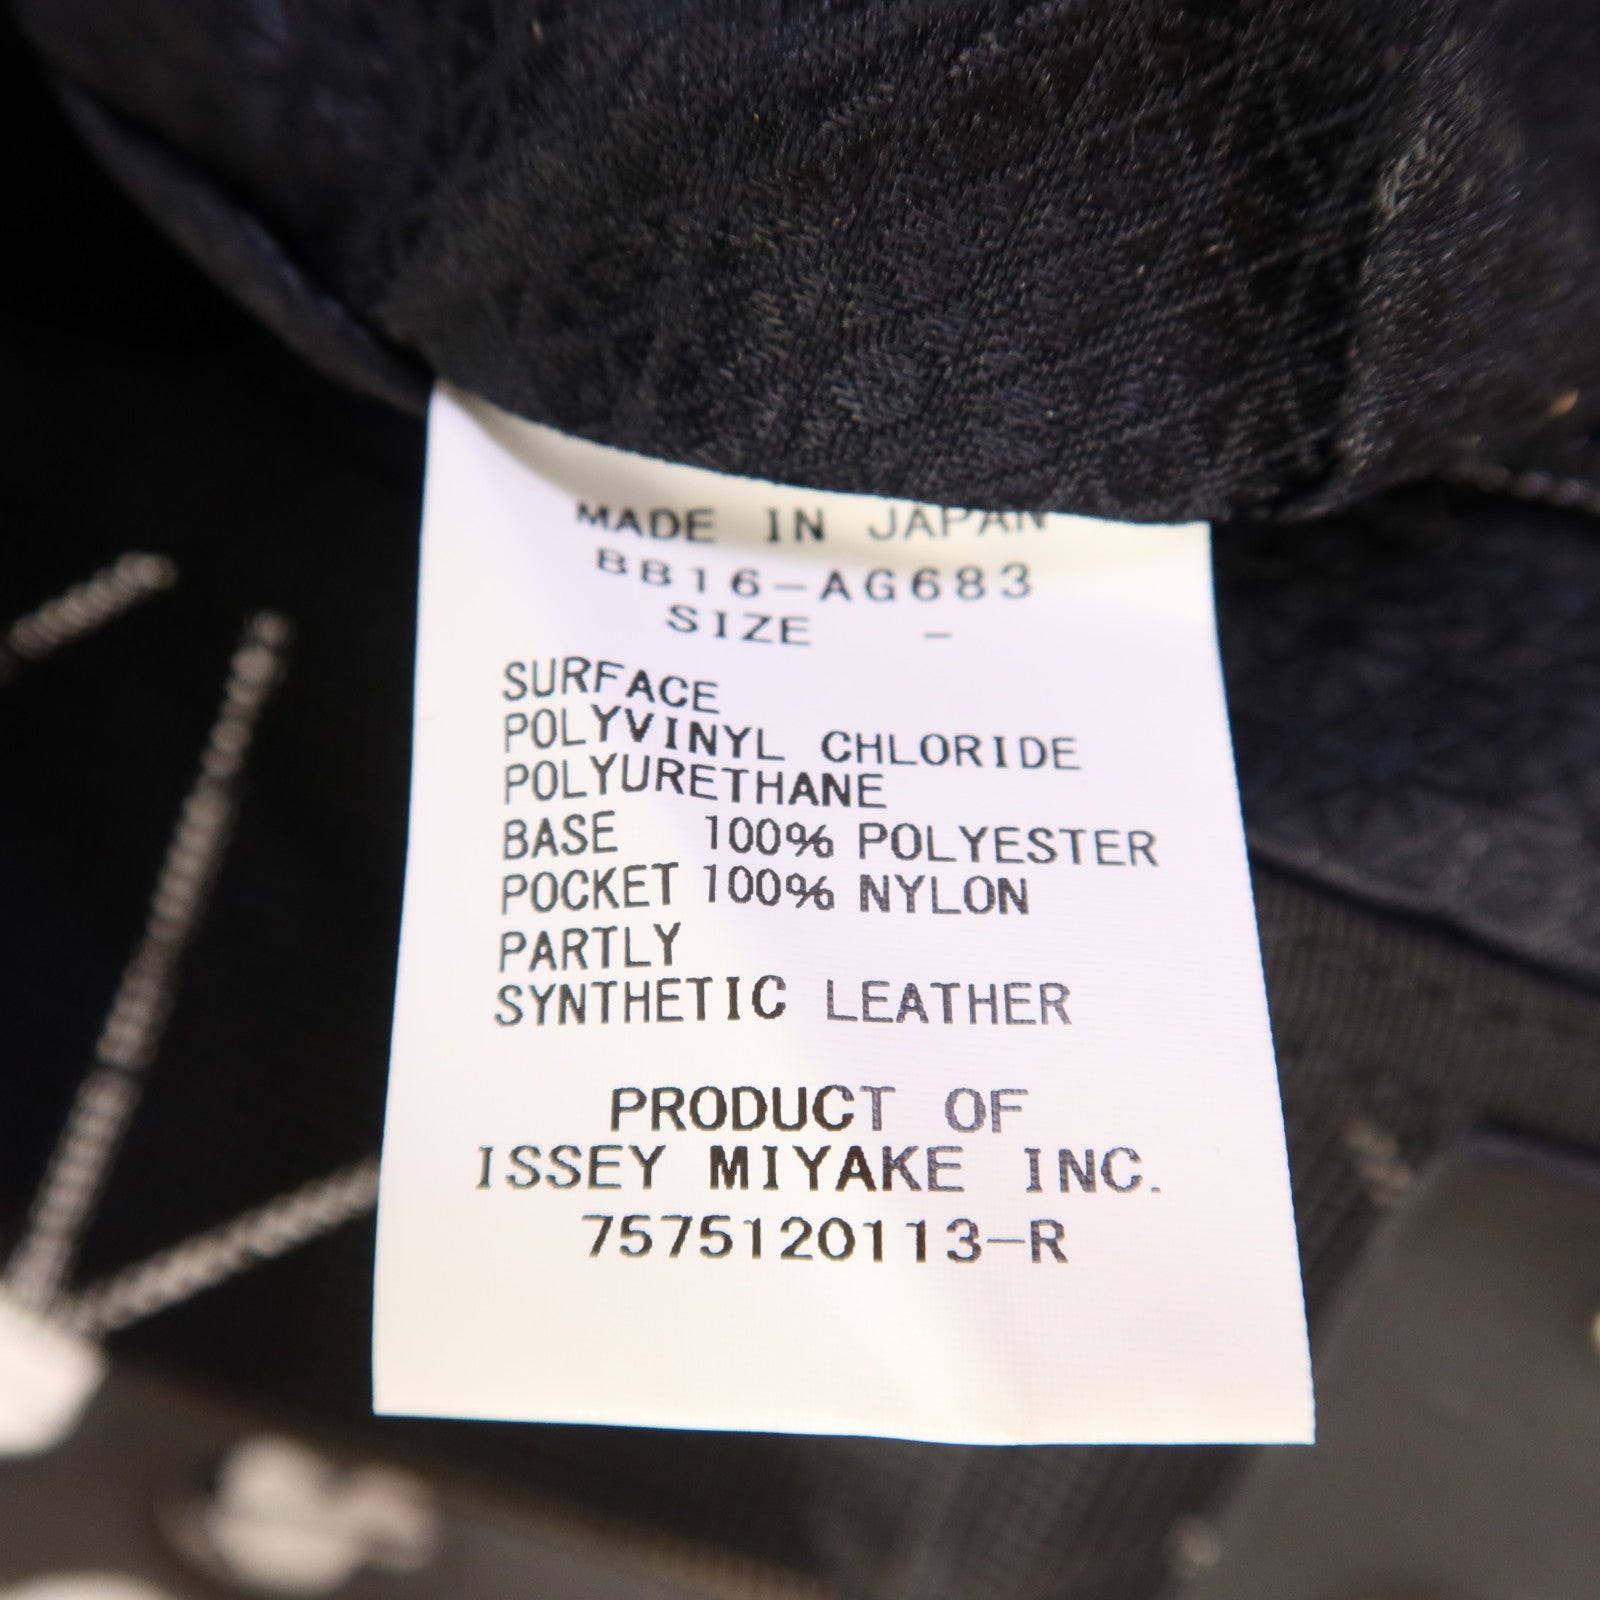 MADE IN JAPAN
BB16-AG683
SIZE -
SURFACE
POLYVINYL CHLORIDE
POLYURETHANE
BASE 100% POLYESTER
POCKET 100% NYLON
PARTLY
SYNTHETIC LEATHER
PRODUCT OF
ISSEY MIYAKE INC.
7575120113-R